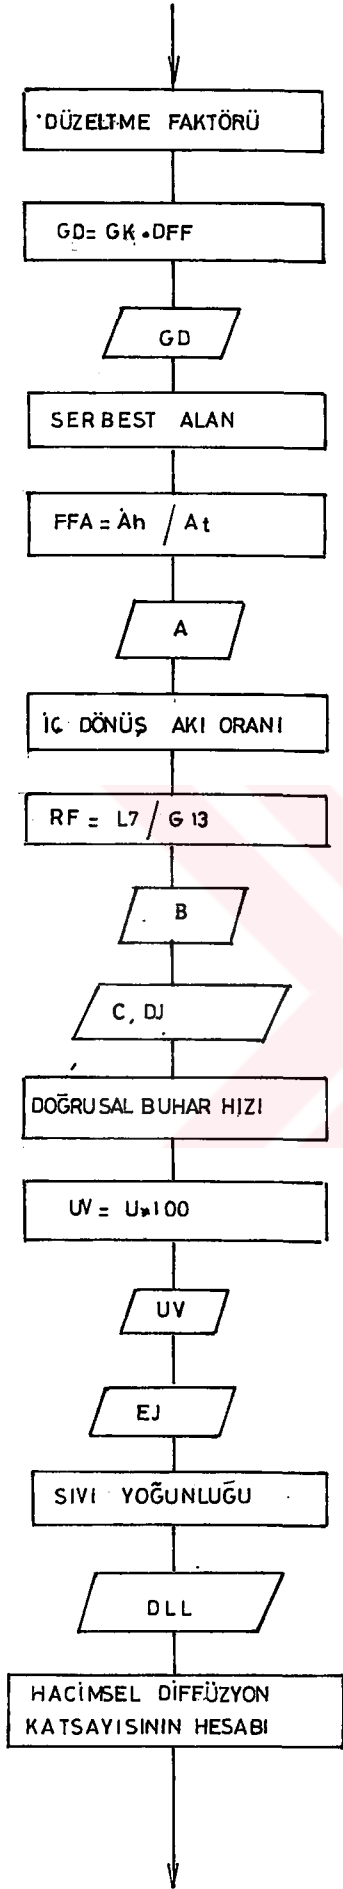 DÜZELTME FAKTÖRÜ
GD= GK.DFF
GD
SERBEST ALAN
FFA = Ah / At
A
İÇ DÖNÜŞ AKI ORANI
RF = L7 / G13
B
C, DJ
DOĞRUSAL BUHAR HIZI
UV = U*100
UV
EJ
SIVI YOĞUNLUĞU
DLL
HACİMSEL DİFFÜZYON
KATSAYISININ HESABI